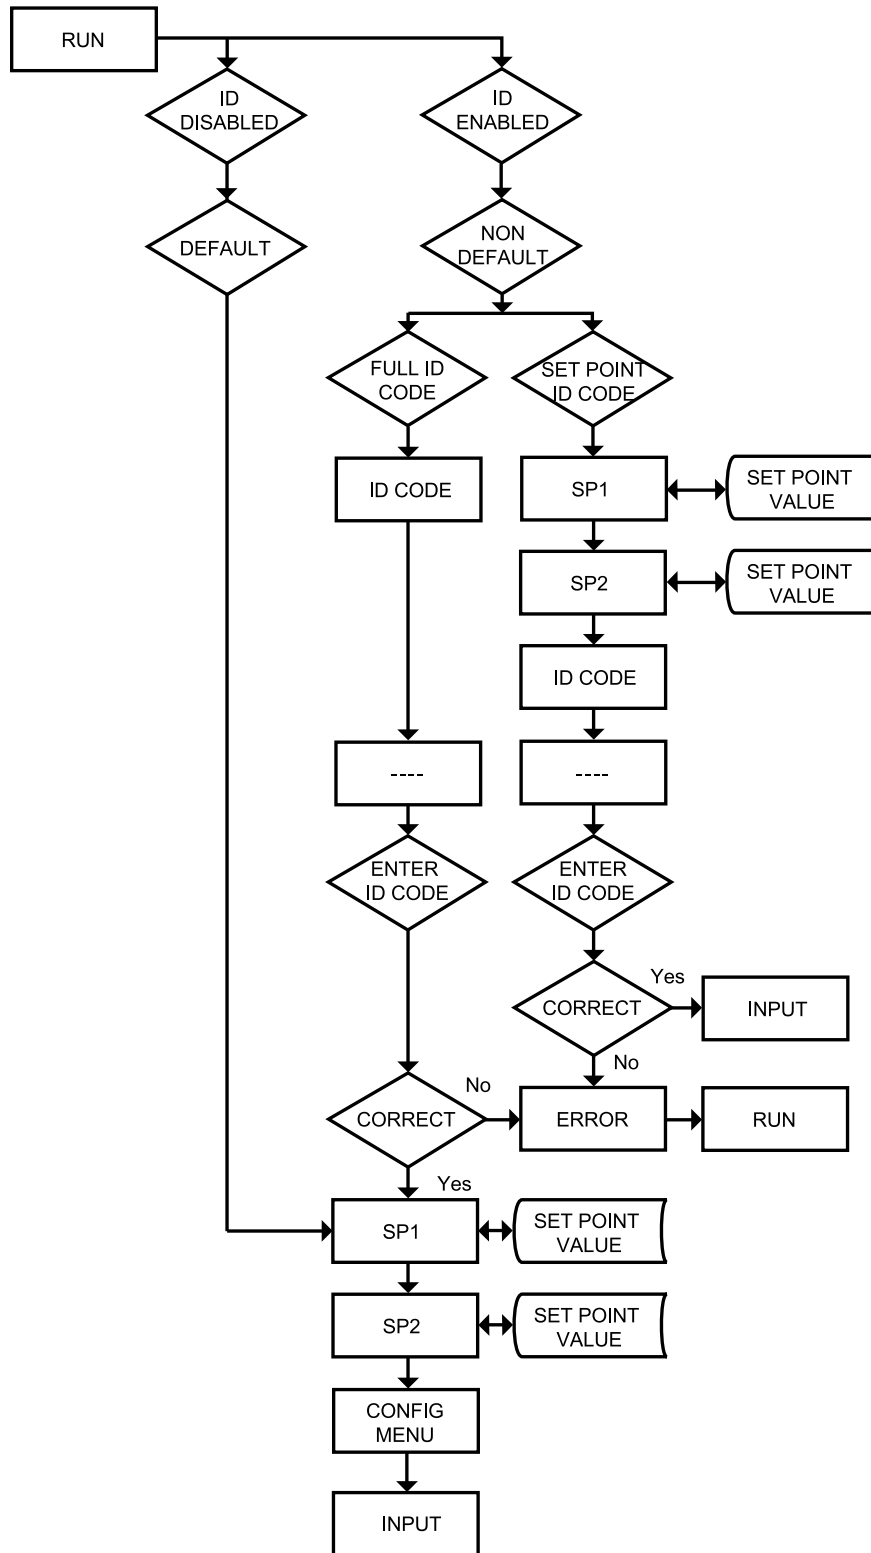 RUN
ID
DISABLED
ID
ENABLED
DEFAULT
NON
DEFAULT
FULL ID
CODE
SET POINT
ID CODE
ID CODE
SP1
SET POINT
VALUE
SP2
SET POINT
VALUE
ID CODE
----
----
ENTER
ID CODE
ENTER
ID CODE
CORRECT
Yes
INPUT
No
CORRECT
No
ERROR
RUN
Yes
SP1
SET POINT
VALUE
SP2
SET POINT
VALUE
CONFIG
MENU
INPUT